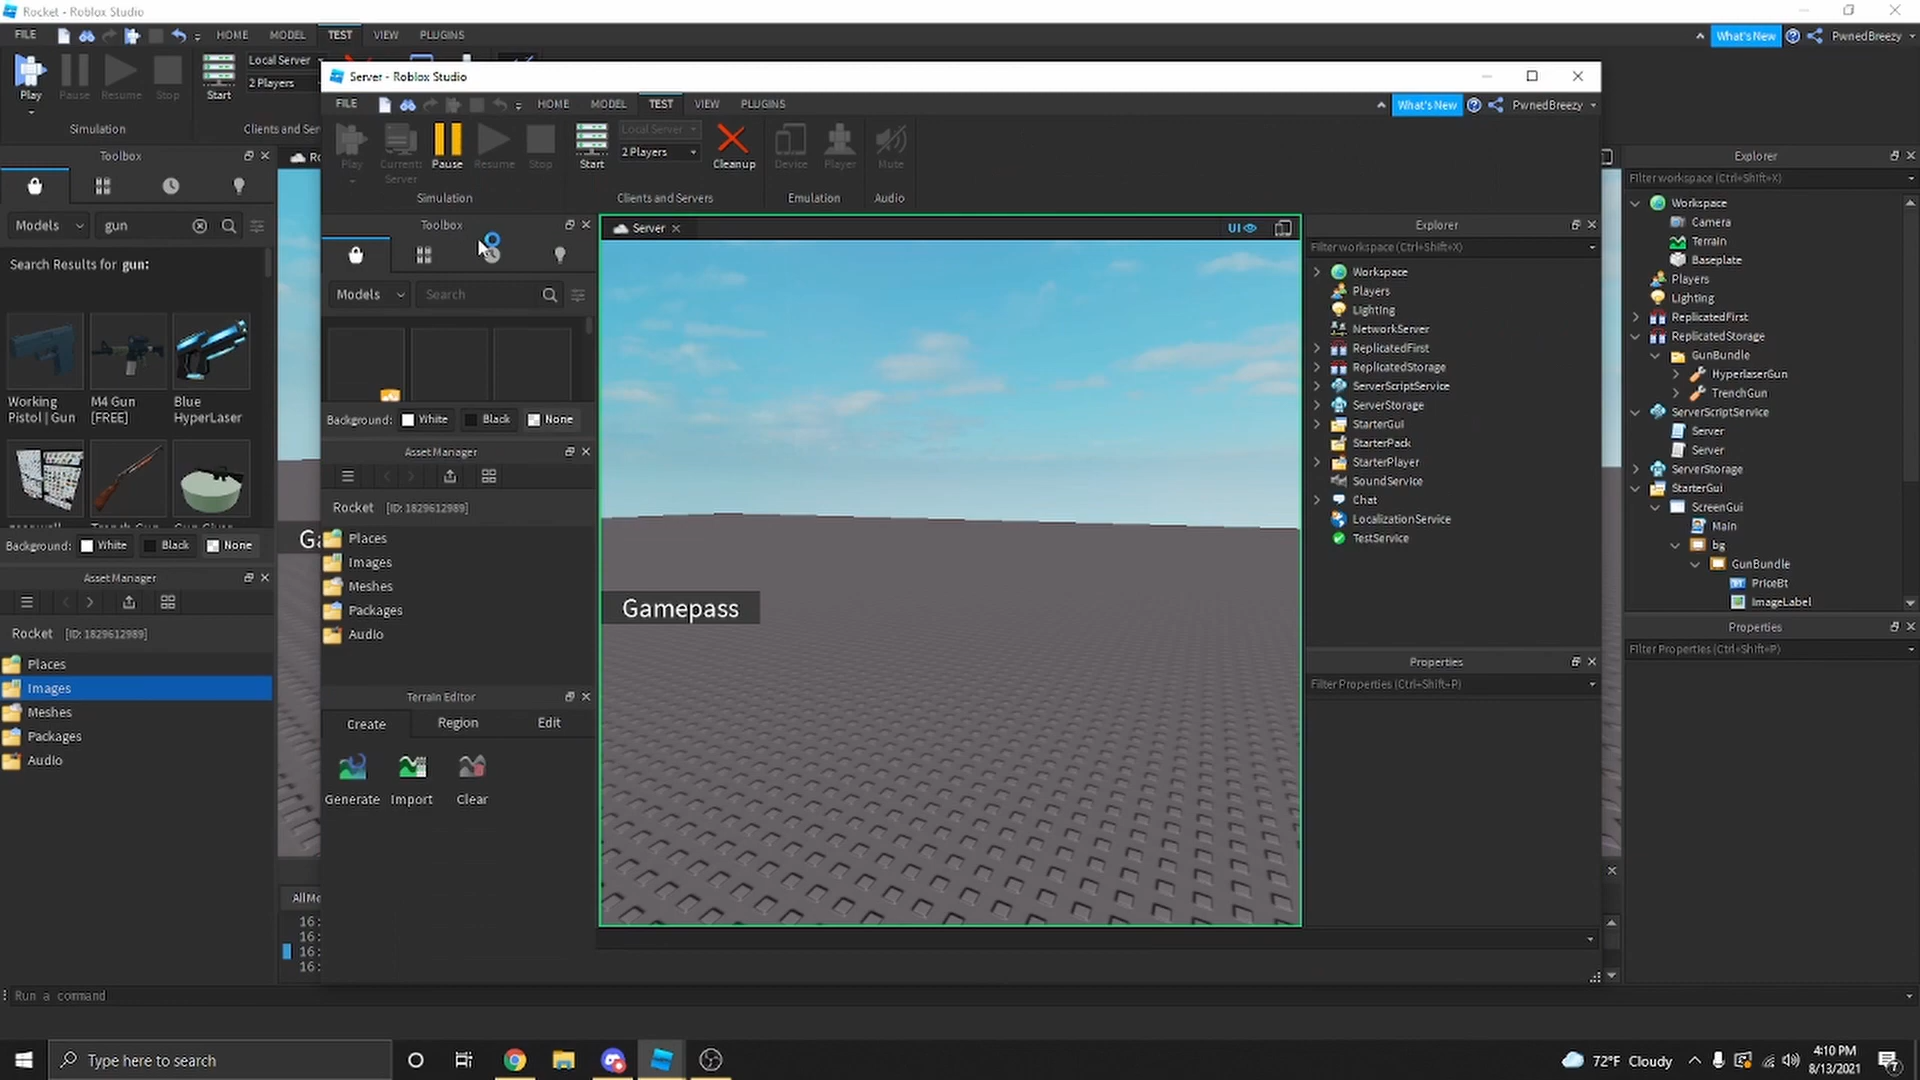 Rocket - Roblox Studio
FILE HOME MODEL TEST VIEW PLUGINS What's New PwnedBreezy
Play Pause Resume Stop Start Local Server 2 Players
Simulation Clients and Ser
Toolbox
Models gun
Search Results for gun:
Working Pistol | Gun
M4 Gun [FREE]
Blue HyperLaser
Background: White Black None
Asset Manager
Rocket [ID: 1829612989]
Places
Images
Meshes
Packages
Audio
AllMe
16:
16:
16:
16:
Run a command
Server - Roblox Studio
FILE HOME MODEL TEST VIEW PLUGINS What's New PwnedBreezy
Play Current: Server Pause Resume Stop Start Local Server 2 Players Cleanup Device Player Mute
Simulation Clients and Servers Emulation Audio
Toolbox
Models Search
Background: White Black None
Asset Manager
Rocket [ID: 1829612989]
Places
Images
Meshes
Packages
Audio
Terrain Editor
Create Region Edit
Generate Import Clear
Server UI
Gamepass
Explorer
Filter workspace (Ctrl+Shift+X)
Workspace
Players
Lighting
NetworkServer
ReplicatedFirst
ReplicatedStorage
ServerScriptService
ServerStorage
StarterGui
StarterPack
StarterPlayer
SoundService
Chat
LocalizationService
TestService
Properties
Filter Properties (Ctrl+Shift+P)
Explorer
Filter workspace (Ctrl+Shift+X)
Workspace
Camera
Terrain
Baseplate
Players
Lighting
ReplicatedFirst
ReplicatedStorage
GunBundle
HyperlaserGun
TrenchGun
ServerScriptService
Server
Server
ServerStorage
StarterGui
ScreenGui
Main
bg
GunBundle
PriceBt
ImageLabel
Properties
Filter Properties (Ctrl+Shift+P)
Type here to search
72°F Cloudy
4:10 PM
8/13/2021